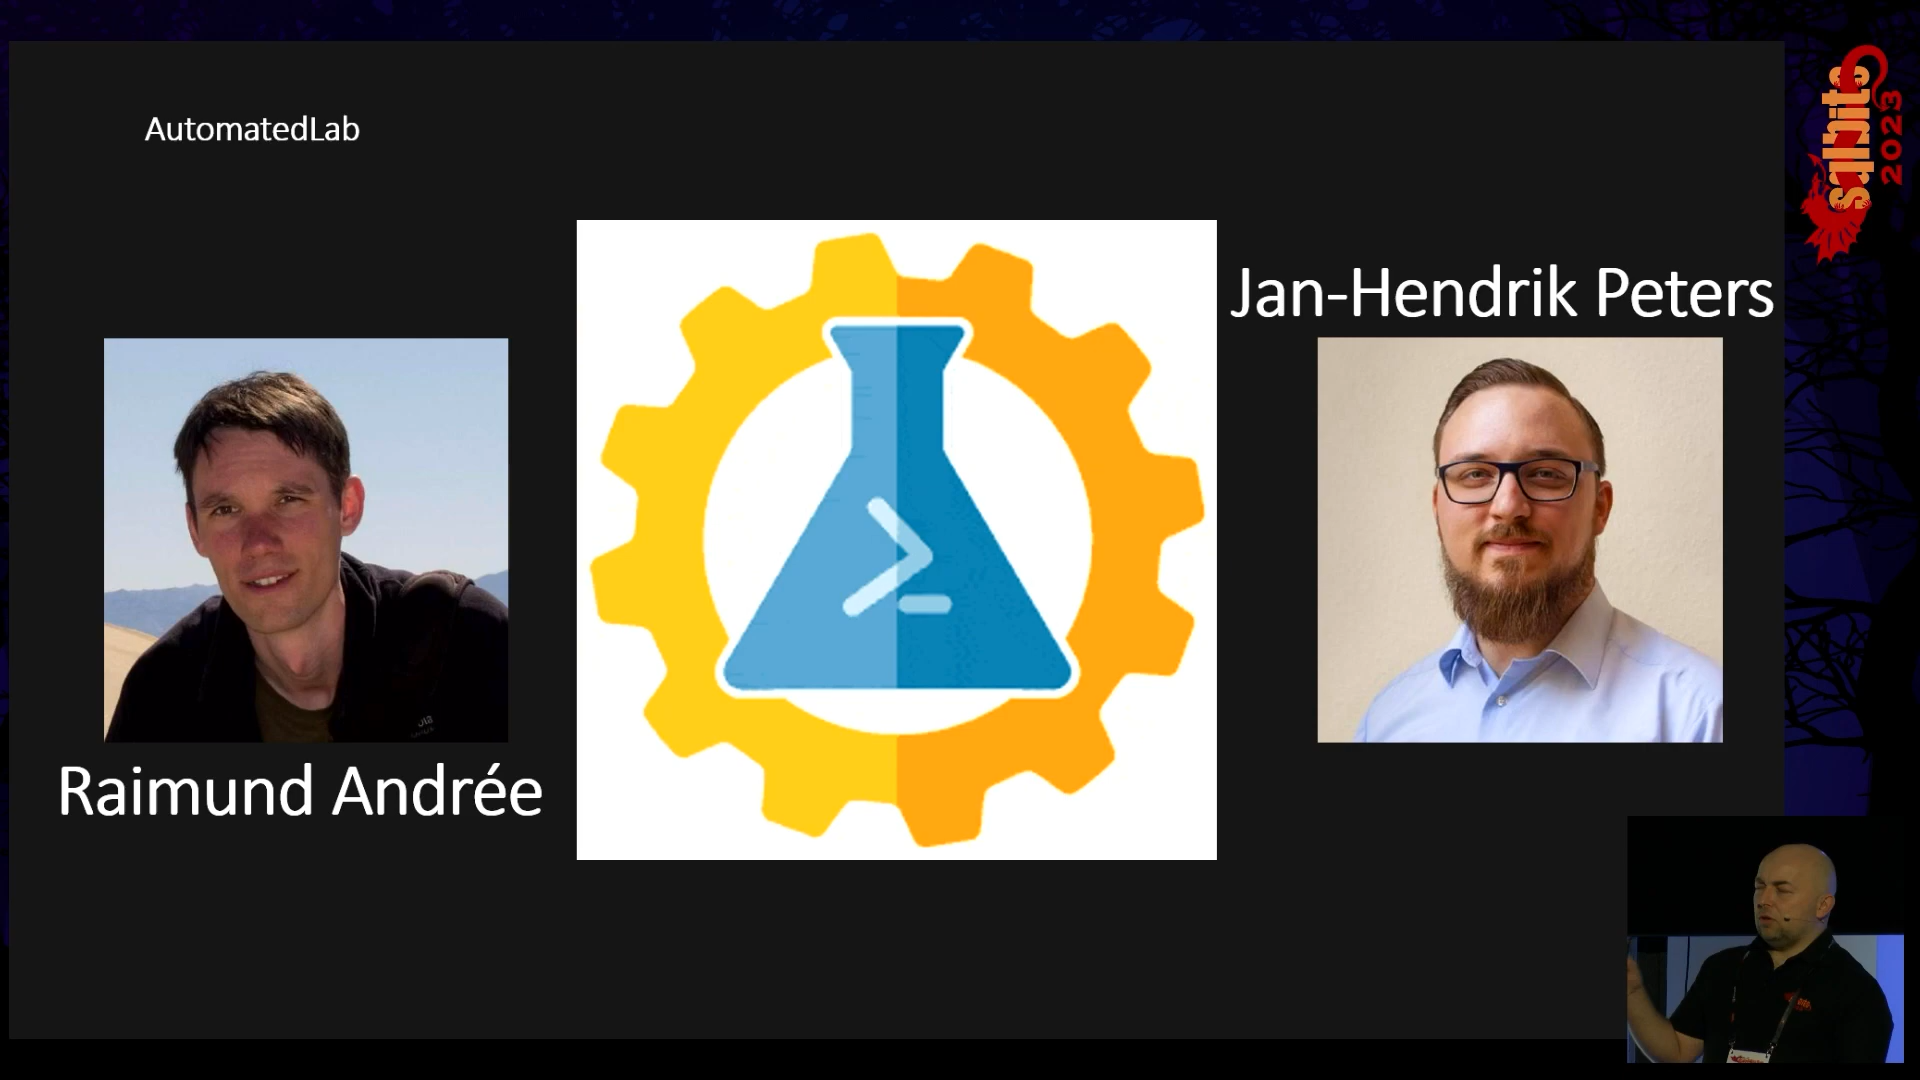 AutomatedLab
Jan-Hendrik Peters
Raimund Andrée
sqlbits
2023